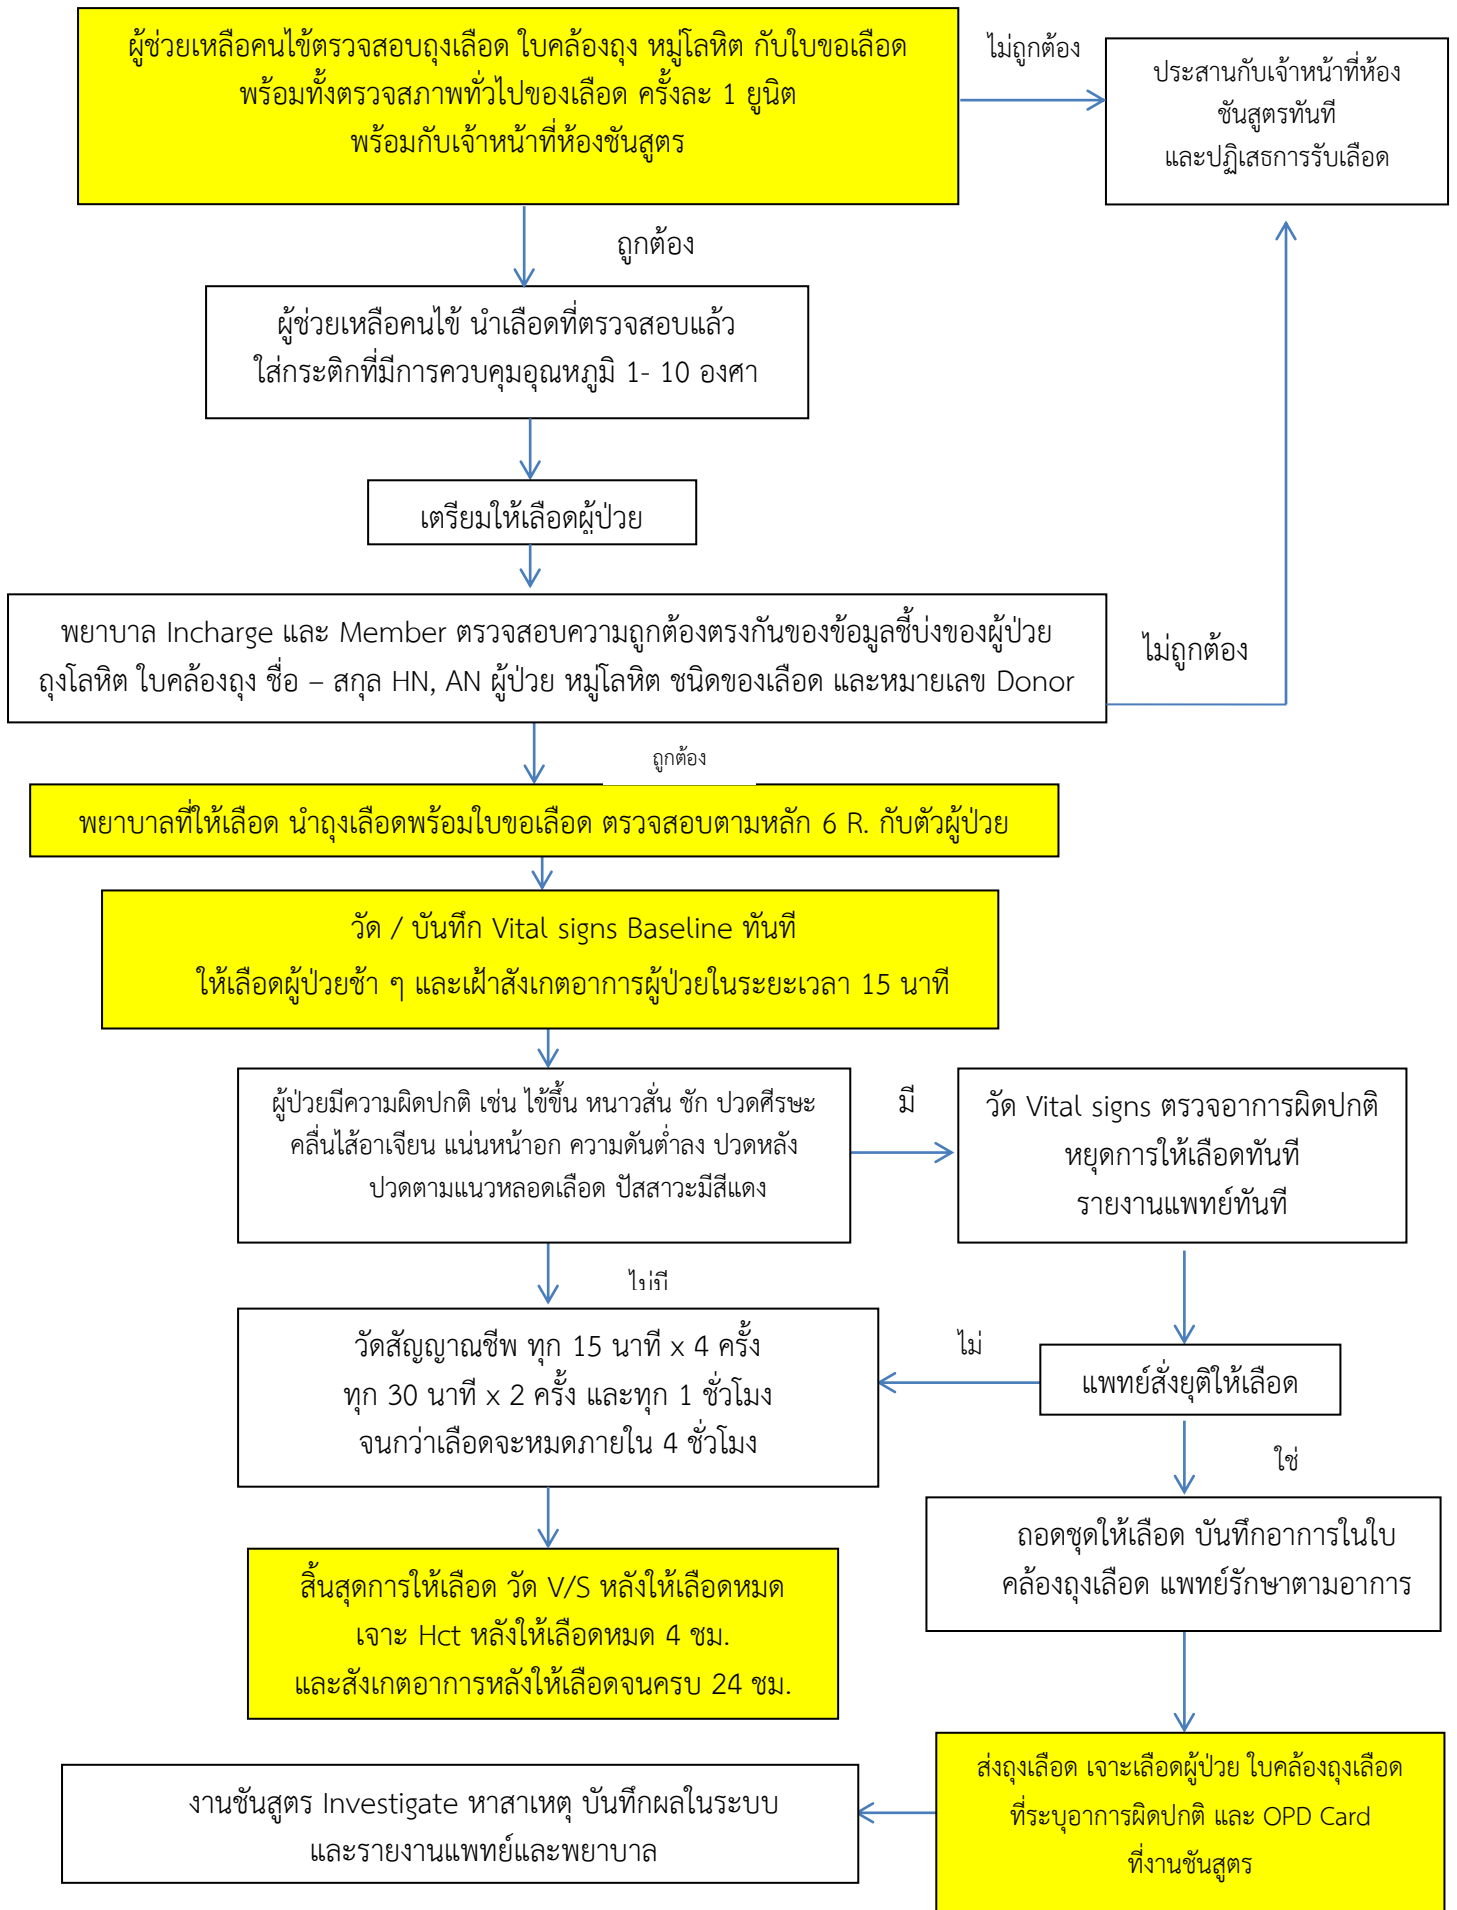 ผู้ช่วยเหลือคนไข้ตรวจสอบถุงเลือด ใบคล้องถุง หมู่โลหิต กับใบขอเลือด
พร้อมทั้งตรวจสภาพทั่วไปของเลือด ครั้งละ 1 ยูนิต
พร้อมกับเจ้าหน้าที่ห้องชันสูตร
ไม่ถูกต้อง
ประสานกับเจ้าหน้าที่ห้อง
ชันสูตรทันที
และปฏิเสธการรับเลือด
ถูกต้อง
ผู้ช่วยเหลือคนไข้ นำเลือดที่ตรวจสอบแล้ว
ใส่กระติกที่มีการควบคุมอุณหภูมิ 1- 10 องศา
เตรียมให้เลือดผู้ป่วย
พยาบาล Incharge และ Member ตรวจสอบความถูกต้องตรงกันของข้อมูลชี้บ่งของผู้ป่วย
ถุงโลหิต ใบคล้องถุง ชื่อ – สกุล HN, AN ผู้ป่วย หมู่โลหิต ชนิดของเลือด และหมายเลข Donor
ไม่ถูกต้อง
ถูกต้อง
พยาบาลที่ให้เลือด นำถุงเลือดพร้อมใบขอเลือด ตรวจสอบตามหลัก 6 R. กับตัวผู้ป่วย
วัด / บันทึก Vital signs Baseline ทันที
ให้เลือดผู้ป่วยช้า ๆ และเฝ้าสังเกตอาการผู้ป่วยในระยะเวลา 15 นาที
ผู้ป่วยมีความผิดปกติ เช่น ไข้ขึ้น หนาวสั่น ชัก ปวดศีรษะ
คลื่นไส้อาเจียน แน่นหน้าอก ความดันต่ำลง ปวดหลัง
ปวดตามแนวหลอดเลือด ปัสสาวะมีสีแดง
มี
วัด Vital signs ตรวจอาการผิดปกติ
หยุดการให้เลือดทันที
รายงานแพทย์ทันที
ไม่มี
วัดสัญญาณชีพ ทุก 15 นาที x 4 ครั้ง
ทุก 30 นาที x 2 ครั้ง และทุก 1 ชั่วโมง
จนกว่าเลือดจะหมดภายใน 4 ชั่วโมง
ไม่
แพทย์สั่งยุติให้เลือด
ใช่
ถอดชุดให้เลือด บันทึกอาการในใบ
คล้องถุงเลือด แพทย์รักษาตามอาการ
สิ้นสุดการให้เลือด วัด V/S หลังให้เลือดหมด
เจาะ Hct หลังให้เลือดหมด 4 ชม.
และสังเกตอาการหลังให้เลือดจนครบ 24 ชม.
ส่งถุงเลือด เจาะเลือดผู้ป่วย ใบคล้องถุงเลือด
ที่ระบุอาการผิดปกติ และ OPD Card
ที่งานชันสูตร
งานชันสูตร Investigate หาสาเหตุ บันทึกผลในระบบ
และรายงานแพทย์และพยาบาล